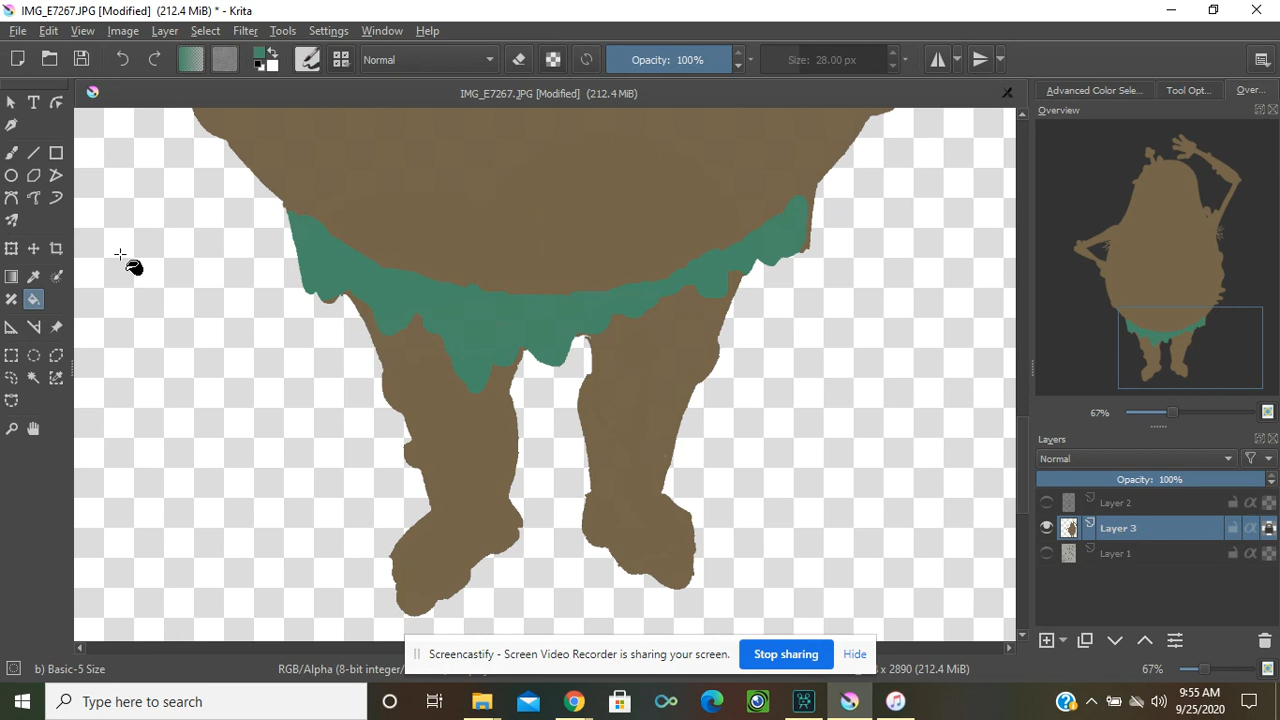 IMG_E7267.JPG [Modified] (212.4 MiB) * - Krita
File Edit View Image Layer Select Filter Tools Settings Window Help
Normal Opacity: 100% Size: 28.00 px
IMG_E7267.JPG [Modified] (212.4 MiB)
Advanced Color Sele... Tool Opt... Over...
Overview
67%
Layers
Normal
Opacity: 100%
Layer 2
Layer 3
Layer 1
Screencastify - Screen Video Recorder is sharing your screen. Stop sharing Hide
b) Basic-5 Size RGB/Alpha (8-bit integer/ x 2890 (212.4 MiB) 67%
Type here to search
9:55 AM
9/25/2020